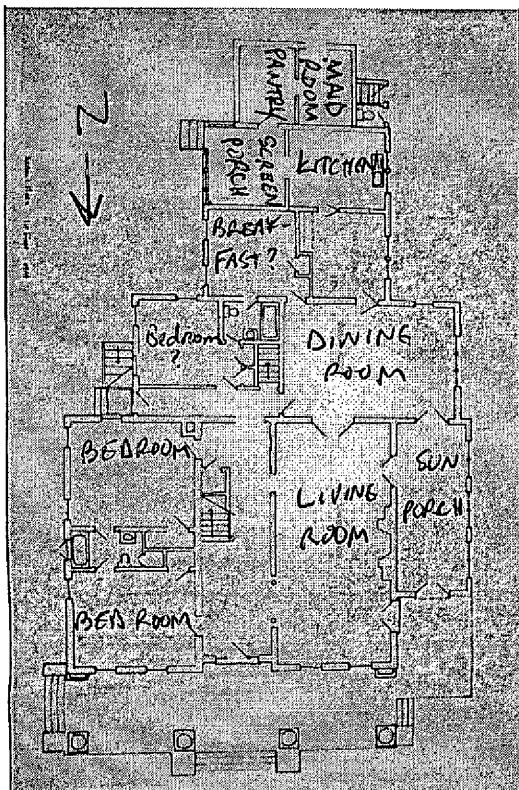 MAID
ROOM
PANTRY
SCREEN
PORCH
KITCHEN
N
BREAK-
FAST?
Bedroom
?
DINING
ROOM
BEDROOM
SUN
PORCH
LIVING
ROOM
BED ROOM